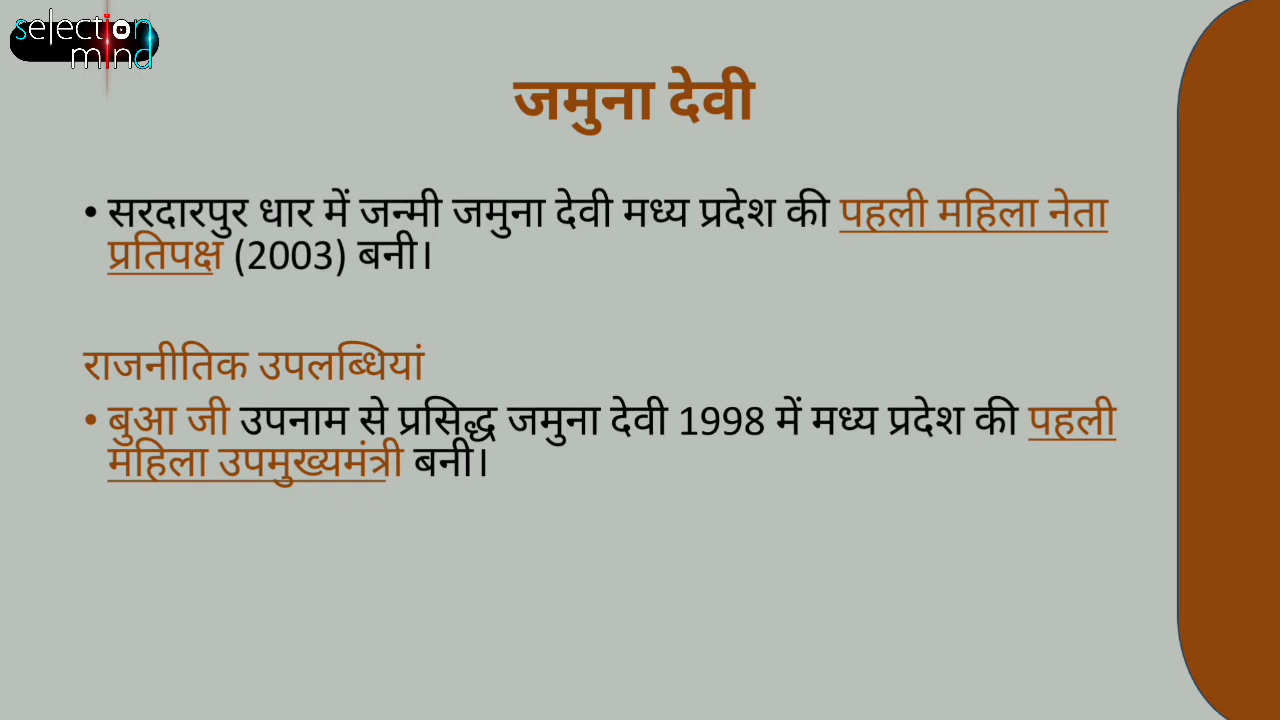 selection
mind
जमुना देवी
• सरदारपुर धार में जन्मी जमुना देवी मध्य प्रदेश की पहली महिला नेता
प्रतिपक्ष (2003) बनी।
राजनीतिक उपलब्धियां
• बुआ जी उपनाम से प्रसिद्ध जमुना देवी 1998 में मध्य प्रदेश की पहली
महिला उपमुख्यमंत्री बनी।